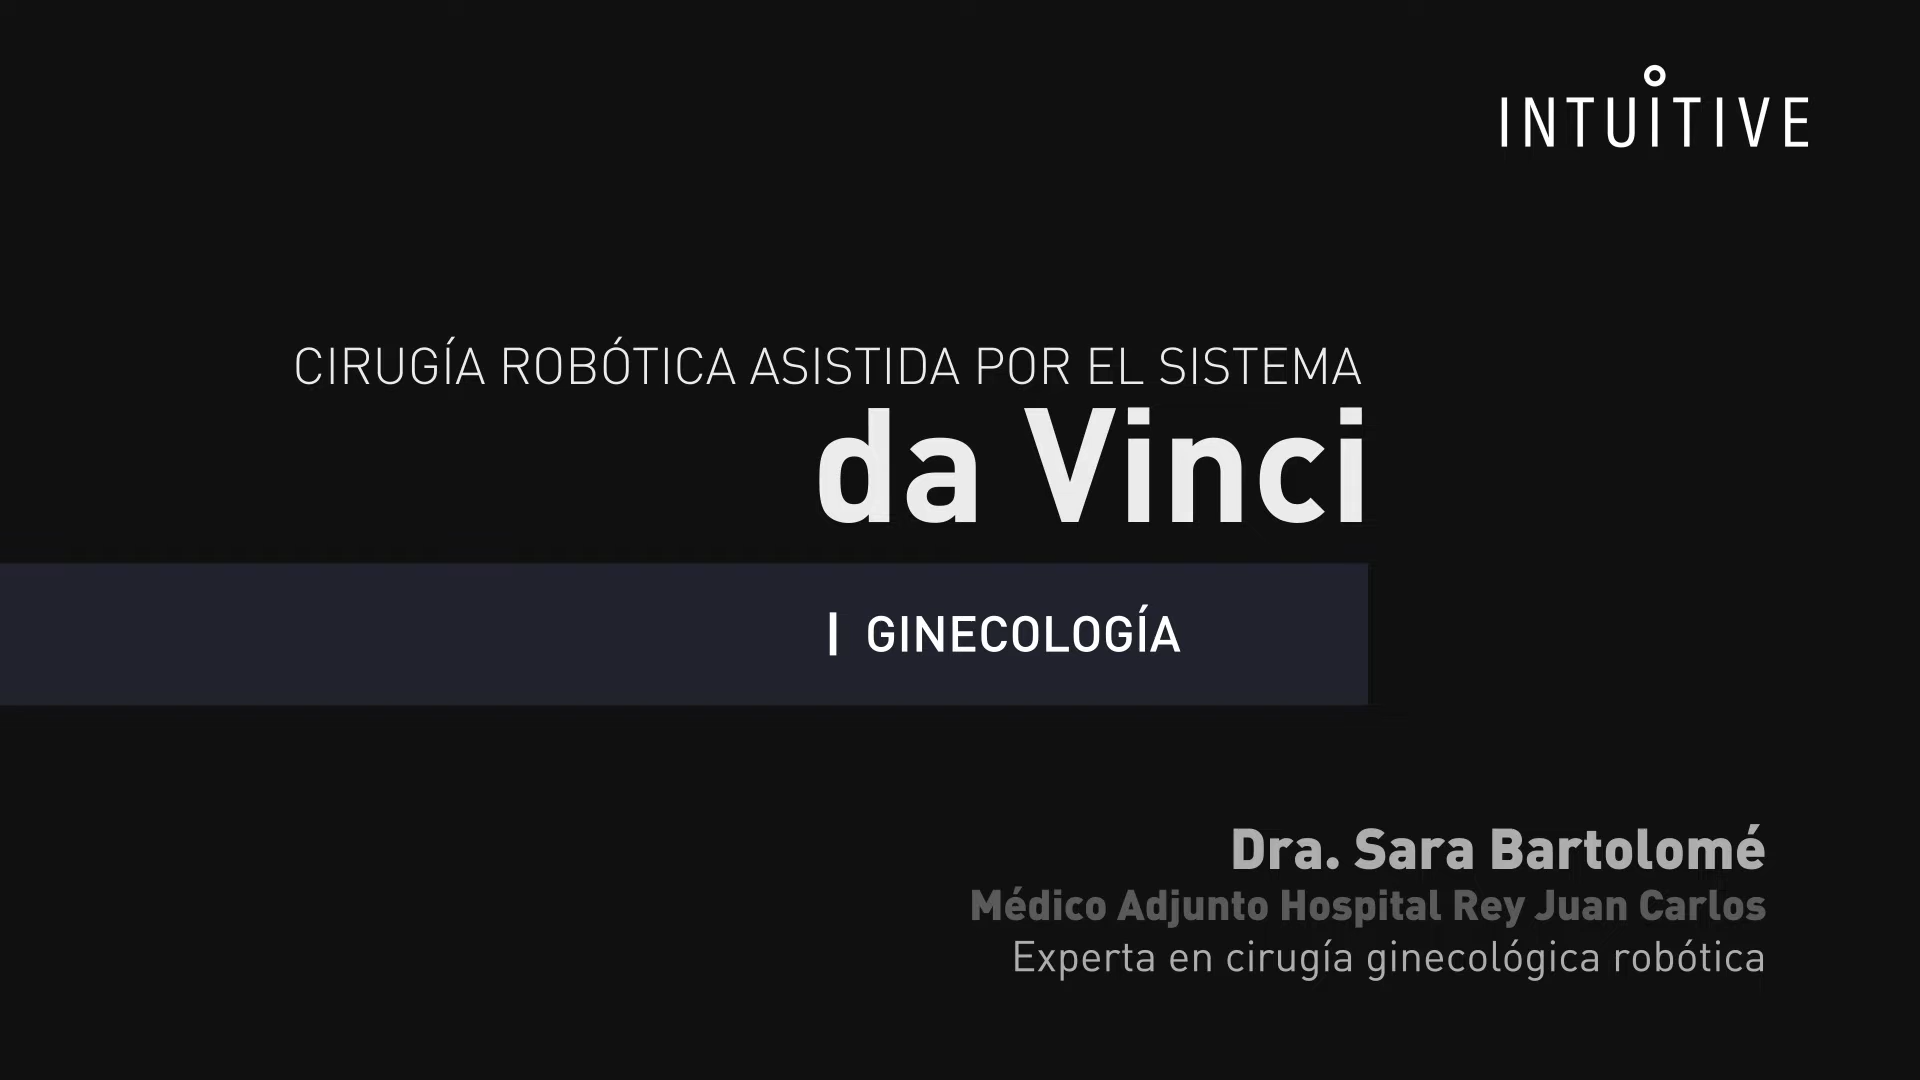 INTUITIVE
CIRUGÍA ROBÓTICA ASISTIDA POR EL SISTEMA
da Vinci
| GINECOLOGÍA
Dra. Sara Bartolomé
Médico Adjunto Hospital Rey Juan Carlos
Experta en cirugía ginecológica robótica